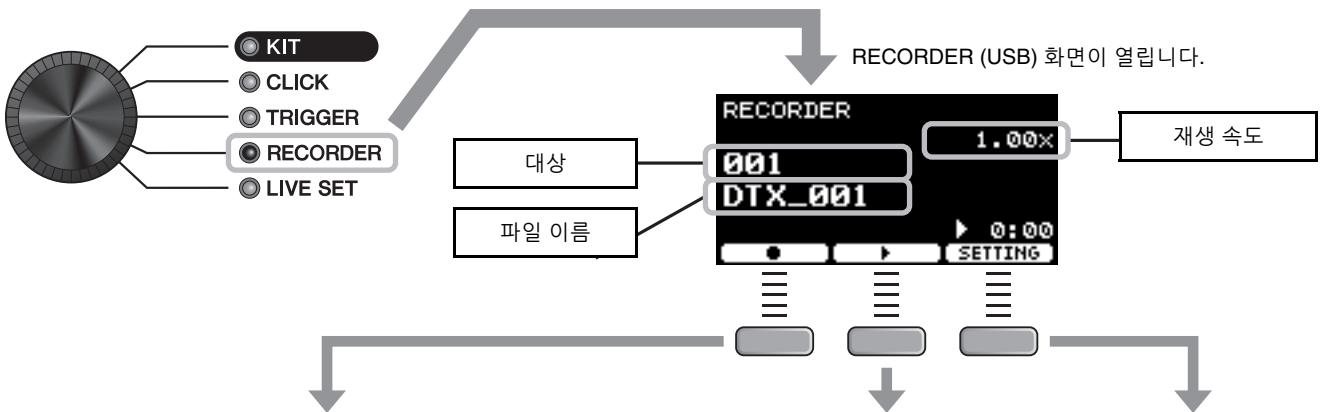 KIT
CLICK
TRIGGER
RECORDER
LIVE SET
RECORDER (USB) 화면이 열립니다.
RECORDER
1.00x
001
DTX_001
0:00
SETTING
재생 속도
대상
파일 이름